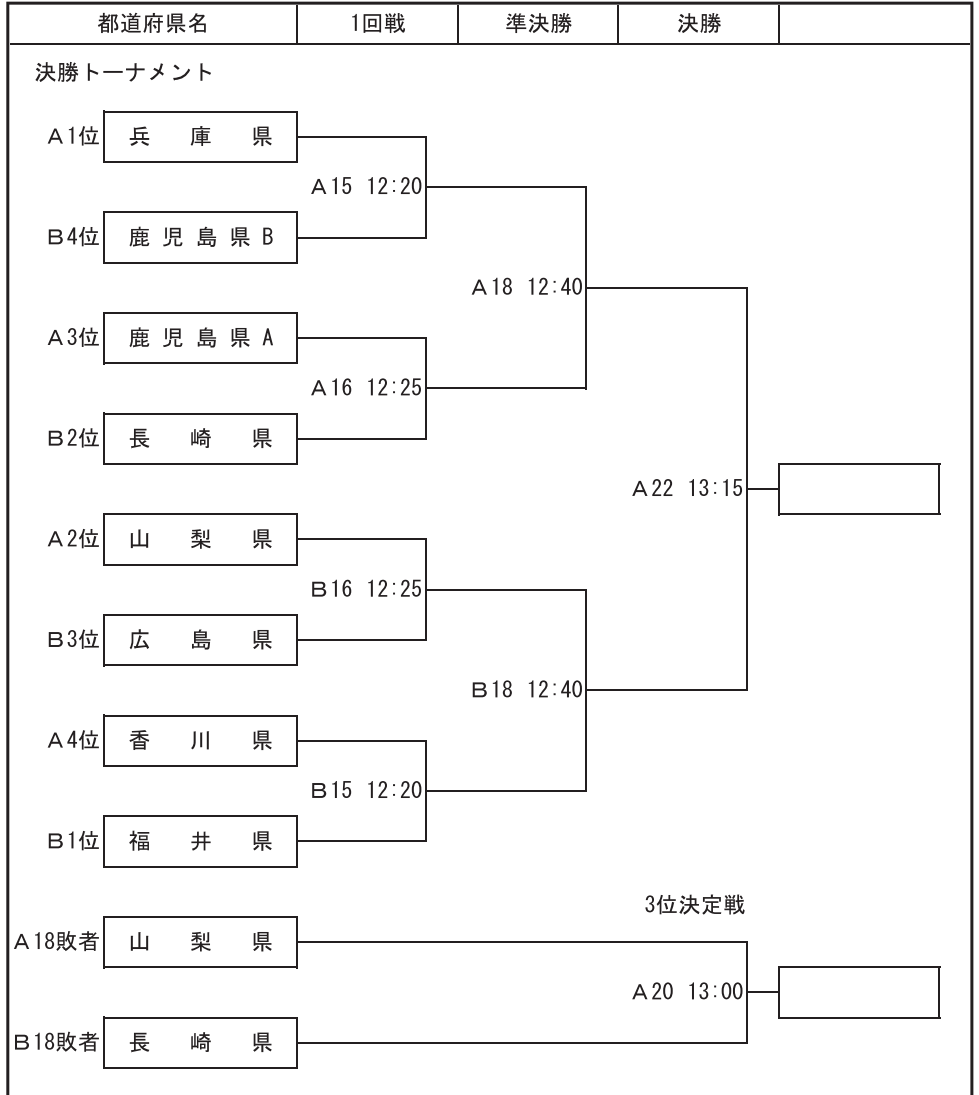 都道府県名 1回戦 準決勝 決勝
決勝トーナメント
A1位 兵庫県
A15 12:20
B4位 鹿児島県B
A18 12:40
A3位 鹿児島県A
A16 12:25
B2位 長崎県
A22 13:15
A2位 山梨県
B16 12:25
B3位 広島県
B18 12:40
A4位 香川県
B15 12:20
B1位 福井県
3位決定戦
A18敗者 山梨県
A20 13:00
B18敗者 長崎県